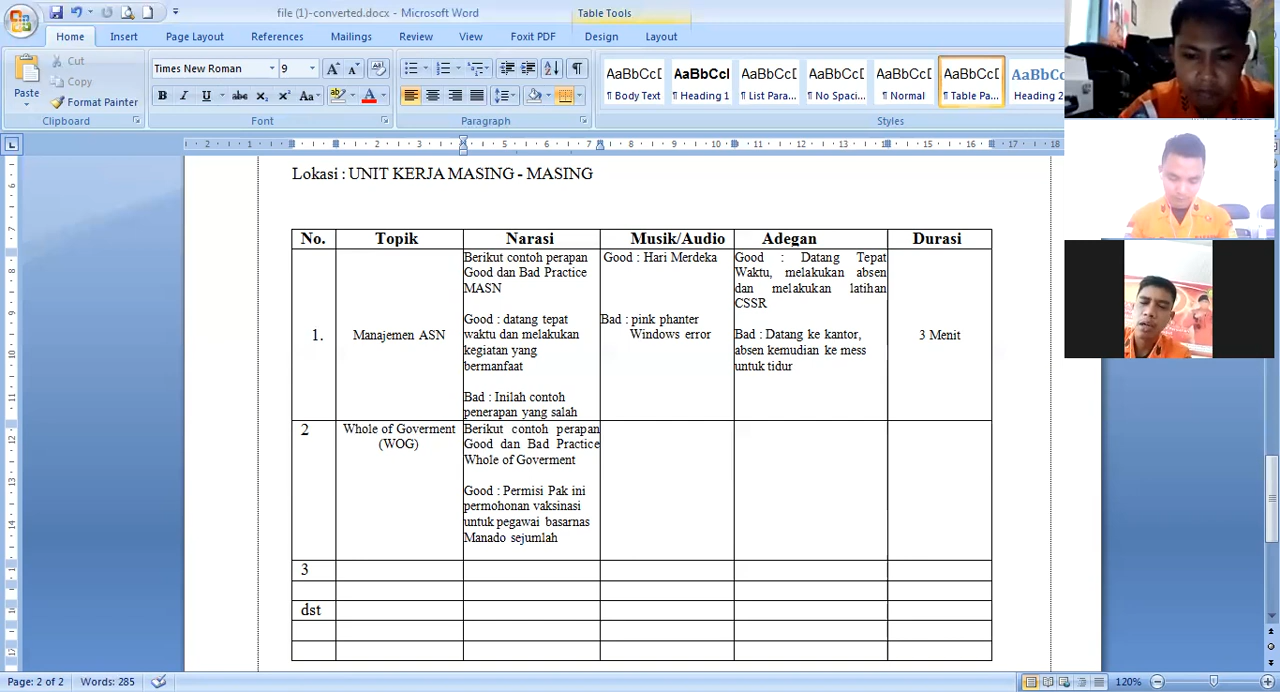 file (1)-converted.docx - Microsoft Word
Table Tools
Home Insert Page Layout References Mailings Review View Foxit PDF Design Layout
Cut
Copy
Format Painter
Paste
Clipboard
Times New Roman 9
Font
Paragraph
AaBbCc[ AaBbCcI AaBbCc[ AaBbCc[ AaBbCc[ AaBbCc[ AaBbCc
¶ Body Text ¶ Heading 1 ¶ List Para... ¶ No Spaci... ¶ Normal ¶ Table Pa... Heading 2
Styles
Lokasi : UNIT KERJA MASING - MASING
No. Topik Narasi Musik/Audio Adegan Durasi
1.
Manajemen ASN
Berikut contoh perapan
Good dan Bad Practice
MASN
Good : datang tepat
waktu dan melakukan
kegiatan yang
bermanfaat
Bad : Inilah contoh
penerapan yang salah
Good : Hari Merdeka
Bad : pink phanter
Windows error
Good : Datang Tepat
Waktu, melakukan absen
dan melakukan latihan
CSSR
Bad : Datang ke kantor,
absen kemudian ke mess
untuk tidur
3 Menit
2
Whole of Goverment
(WOG)
Berikut contoh perapan
Good dan Bad Practice
Whole of Goverment
Good : Permisi Pak ini
permohonan vaksinasi
untuk pegawai basarnas
Manado sejumlah
3
dst
Page: 2 of 2 Words: 285
120%